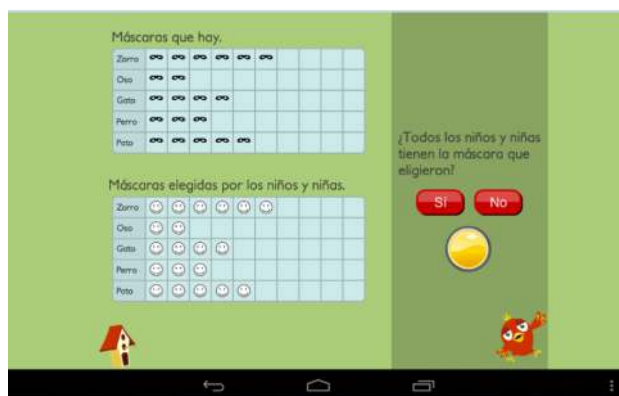 Máscaras que hay.
Zorro
Oso
Gato
Perro
Pato
Máscaras elegidas por los niños y niñas.
Zorro
Oso
Gato
Perro
Pato
¿Todos los niños y niñas
tienen la máscara que
eligieron?
Sí No